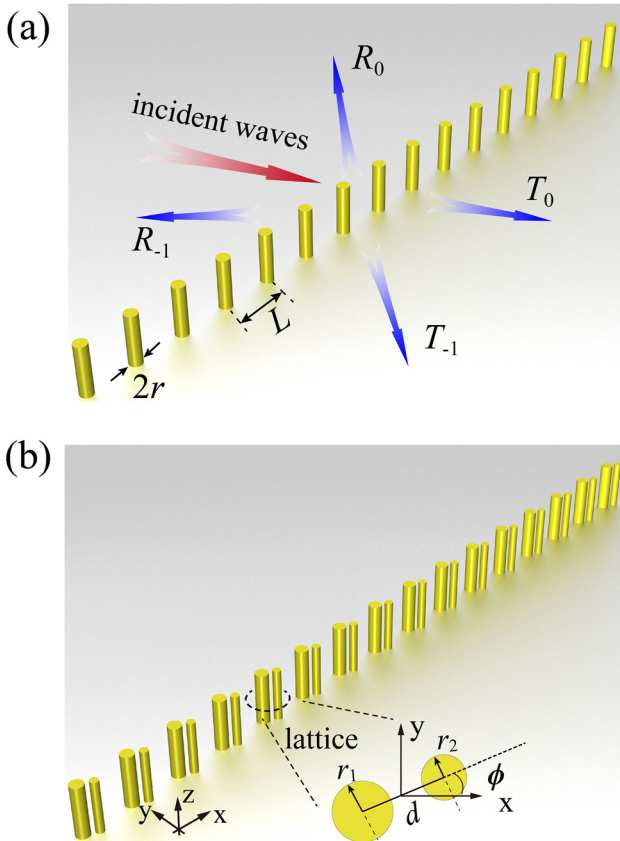 (a)
R₀
incident waves
T₀
R₋₁
L
T₋₁
2r
(b)
lattice
y
r₁
r₂
ϕ
d
x
z
y
x